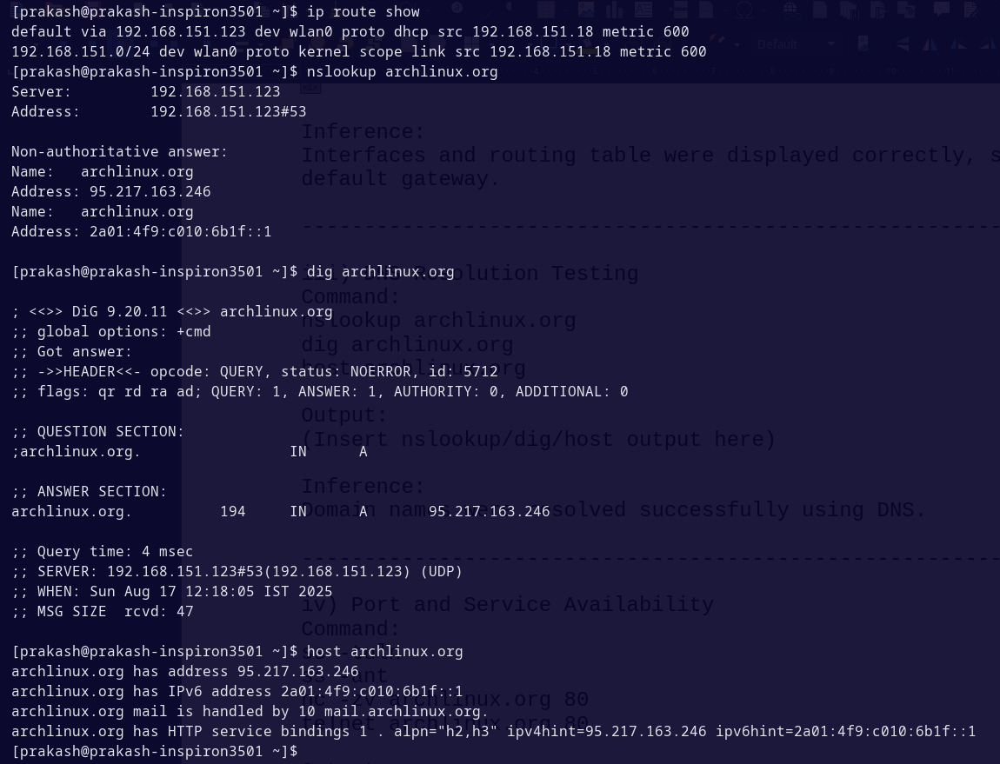 [prakash@prakash-inspiron3501 ~]$ ip route show
default via 192.168.151.123 dev wlan0 proto dhcp src 192.168.151.18 metric 600
192.168.151.0/24 dev wlan0 proto kernel scope link src 192.168.151.18 metric 600
Default
[prakash@prakash-inspiron3501 ~]$ nslookup archlinux.org
Server:         192.168.151.123
Address:        192.168.151.123#53
Inference:
Non-authoritative answer:
Interfaces and routing table were displayed correctly, s
Name:   archlinux.org
default gateway.
Address: 95.217.163.246
Name:   archlinux.org
Address: 2a01:4f9:c010:6b1f::1
[prakash@prakash-inspiron3501 ~]$ dig archlinux.org
Resolution Testing
Command:
; <<>> DiG 9.20.11 <<>> archlinux.org
nslookup archlinux.org
;; global options: +cmd
dig archlinux.org
;; Got answer:
host archlinux.org
;; ->>HEADER<<- opcode: QUERY, status: NOERROR, id: 5712
;; flags: qr rd ra ad; QUERY: 1, ANSWER: 1, AUTHORITY: 0, ADDITIONAL: 0
Output:
;; QUESTION SECTION:
(Insert nslookup/dig/host output here)
;archlinux.org.                 IN      A
Inference:
;; ANSWER SECTION:
Domain names were resolved successfully using DNS.
archlinux.org.          194     IN      A       95.217.163.246
;; Query time: 4 msec
;; SERVER: 192.168.151.123#53(192.168.151.123) (UDP)
;; WHEN: Sun Aug 17 12:18:05 IST 2025
iv) Port and Service Availability
;; MSG SIZE  rcvd: 47
Command:
[prakash@prakash-inspiron3501 ~]$ host archlinux.org
archlinux.org has address 95.217.163.246
archlinux.org has IPv6 address 2a01:4f9:c010:6b1f::1
nc -zv archlinux.org 80
archlinux.org mail is handled by 10 mail.archlinux.org.
telnet archlinux.org 80
archlinux.org has HTTP service bindings 1 . alpn="h2,h3" ipv4hint=95.217.163.246 ipv6hint=2a01:4f9:c010:6b1f::1
[prakash@prakash-inspiron3501 ~]$